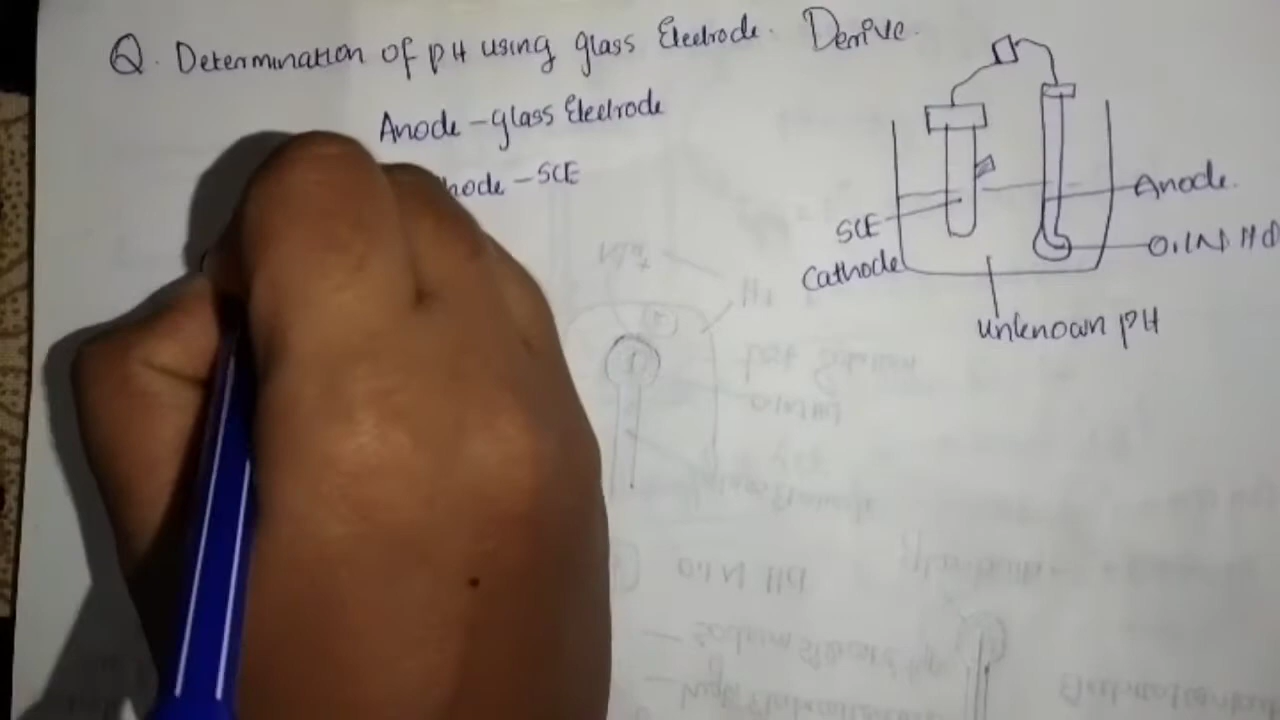 Q. Determination of pH using glass Electrode. Derive.
Anode - glass Electrode
hode - SCE
Anode.
SCE
Cathode
0.1N H
unknown pH